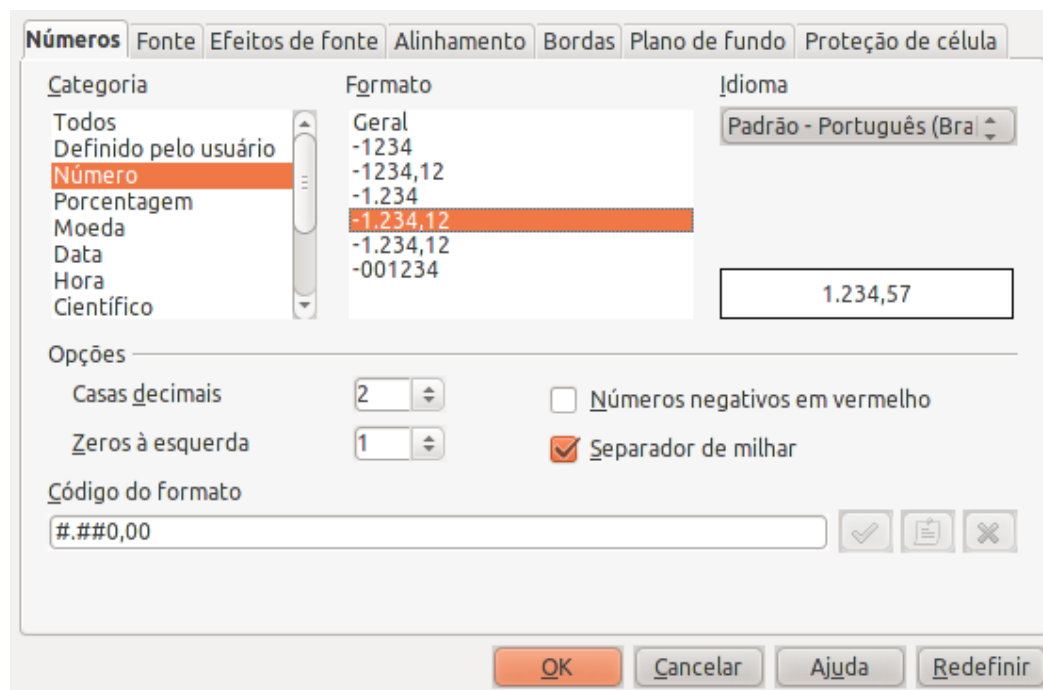 Números Fonte Efeitos de fonte Alinhamento Bordas Plano de fundo Proteção de célula
Categoria
Todos
Definido pelo usuário
Número
Porcentagem
Moeda
Data
Hora
Científico
Formato
Geral
-1234
-1234,12
-1.234
-1.234,12
-1.234,12
-001234
Idioma
Padrão - Português (Bra
1.234,57
Opções
Casas decimais 2
Zeros à esquerda 1
Números negativos em vermelho
Separador de milhar
Código do formato
#.##0,00
OK Cancelar Ajuda Redefinir